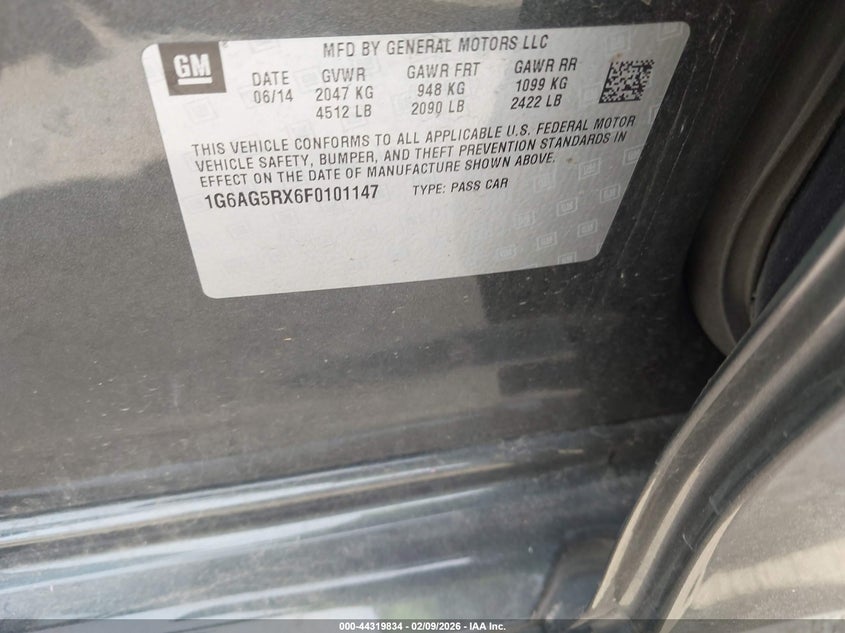 GM
MFD BY GENERAL MOTORS LLC
DATE GVWR GAWR FRT GAWR RR
06/14 2047 KG 948 KG 1099 KG
4512 LB 2090 LB 2422 LB
THIS VEHICLE CONFORMS TO ALL APPLICABLE U.S. FEDERAL MOTOR
VEHICLE SAFETY, BUMPER, AND THEFT PREVENTION STANDARDS IN
EFFECT ON THE DATE OF MANUFACTURE SHOWN ABOVE.
1G6AG5RX6F0101147 TYPE: PASS CAR
000-44319834 - 02/09/2026 - IAA Inc.